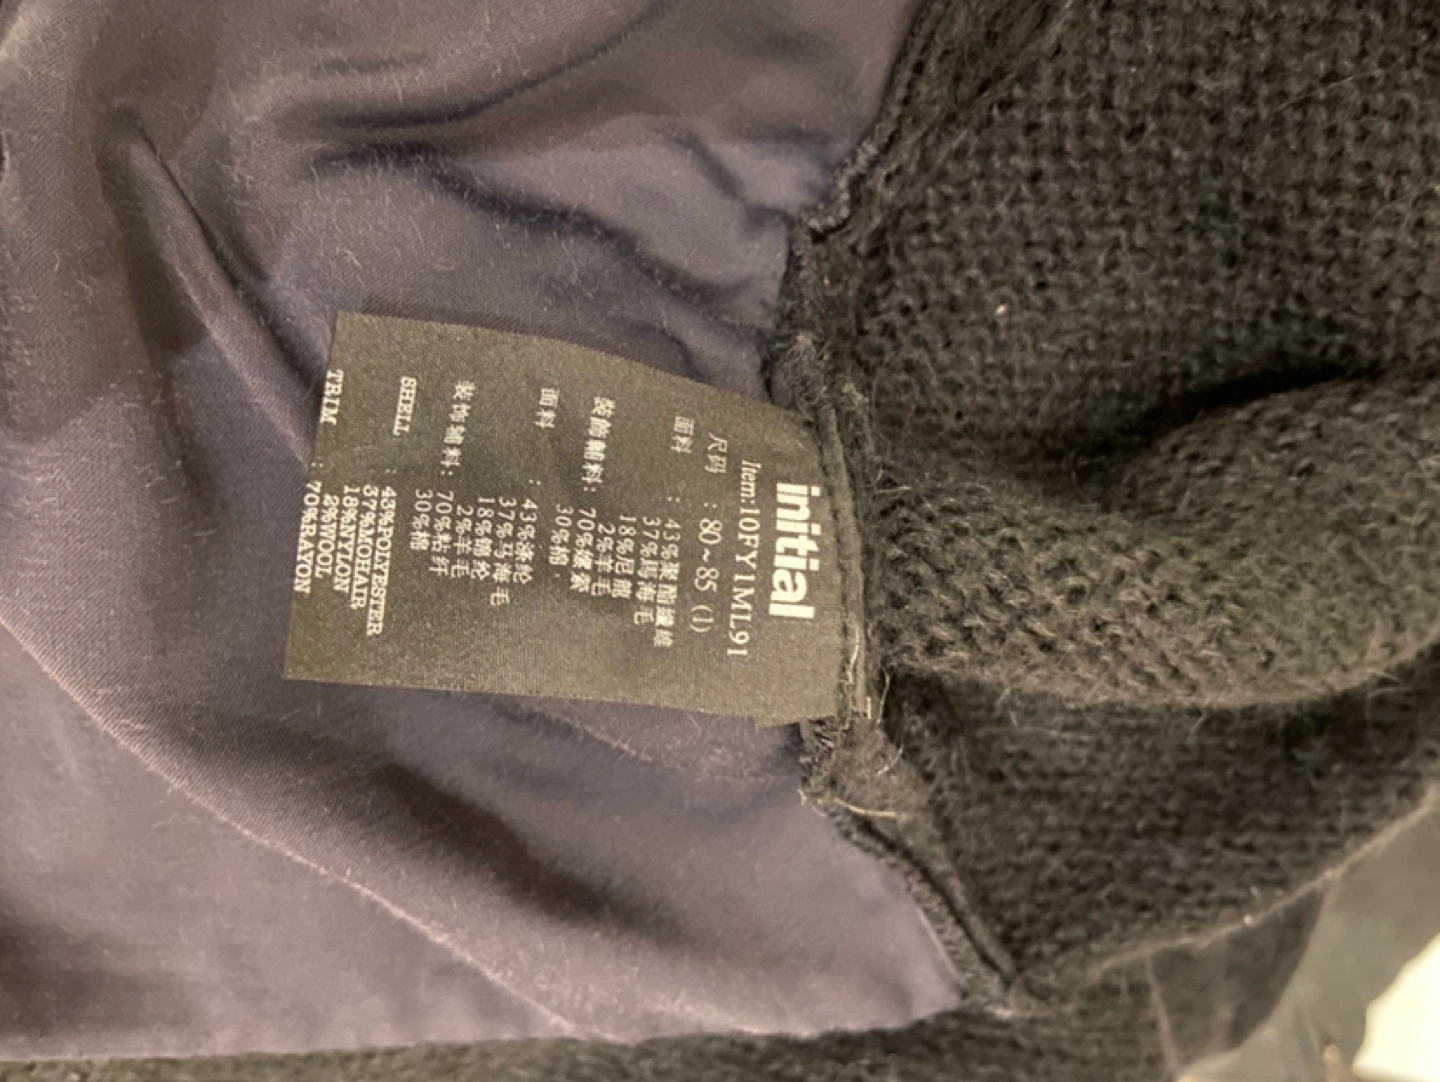 initial
Item:10FY1ML91
尺码 : 80~85 (1)
面料 : 43%聚酯纖維
37%馬海毛
18%尼龍
2%羊毛
裝飾輔料: 70%嫘縈
30%棉
面料 : 43%涤纶
37%马海毛
18%锦纶
2%羊毛
装饰辅料: 70%粘纤
30%棉
SHELL : 43%POLYESTER
37%MOHAIR
18%NYLON
2%WOOL
TRIM : 70%RAYON